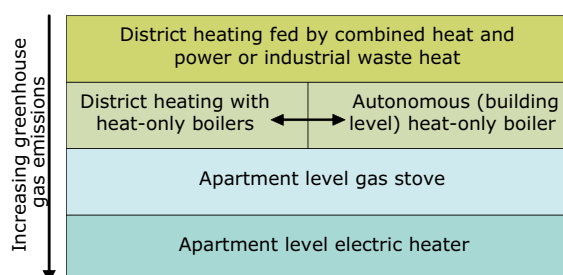 Increasing greenhouse
gas emissions
District heating fed by combined heat and
power or industrial waste heat
District heating with
heat-only boilers
Autonomous (building
level) heat-only boiler
Apartment level gas stove
Apartment level electric heater